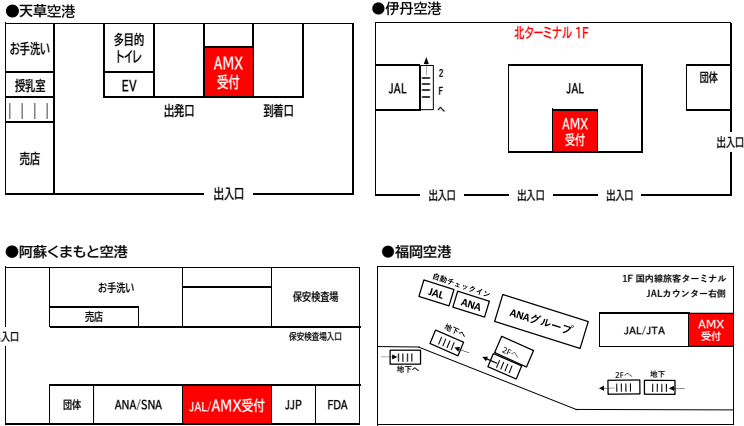 ●天草空港
お手洗い
多目的
トイレ
AMX
受付
授乳室
EV
出発口
到着口
売店
出入口
●伊丹空港
北ターミナル 1F
JAL
2
F
へ
JAL
団体
AMX
受付
出入口
出入口
出入口
出入口
●阿蘇くまもと空港
お手洗い
売店
保安検査場
入口
保安検査場入口
団体
ANA/SNA
JAL/AMX受付
JJP
FDA
●福岡空港
1F 国内線旅客ターミナル
JALカウンター右側
自動チェックイン
JAL
ANA
ANAグループ
JAL/JTA
AMX
受付
地下へ
2Fへ
地下へ
2Fへ
地下